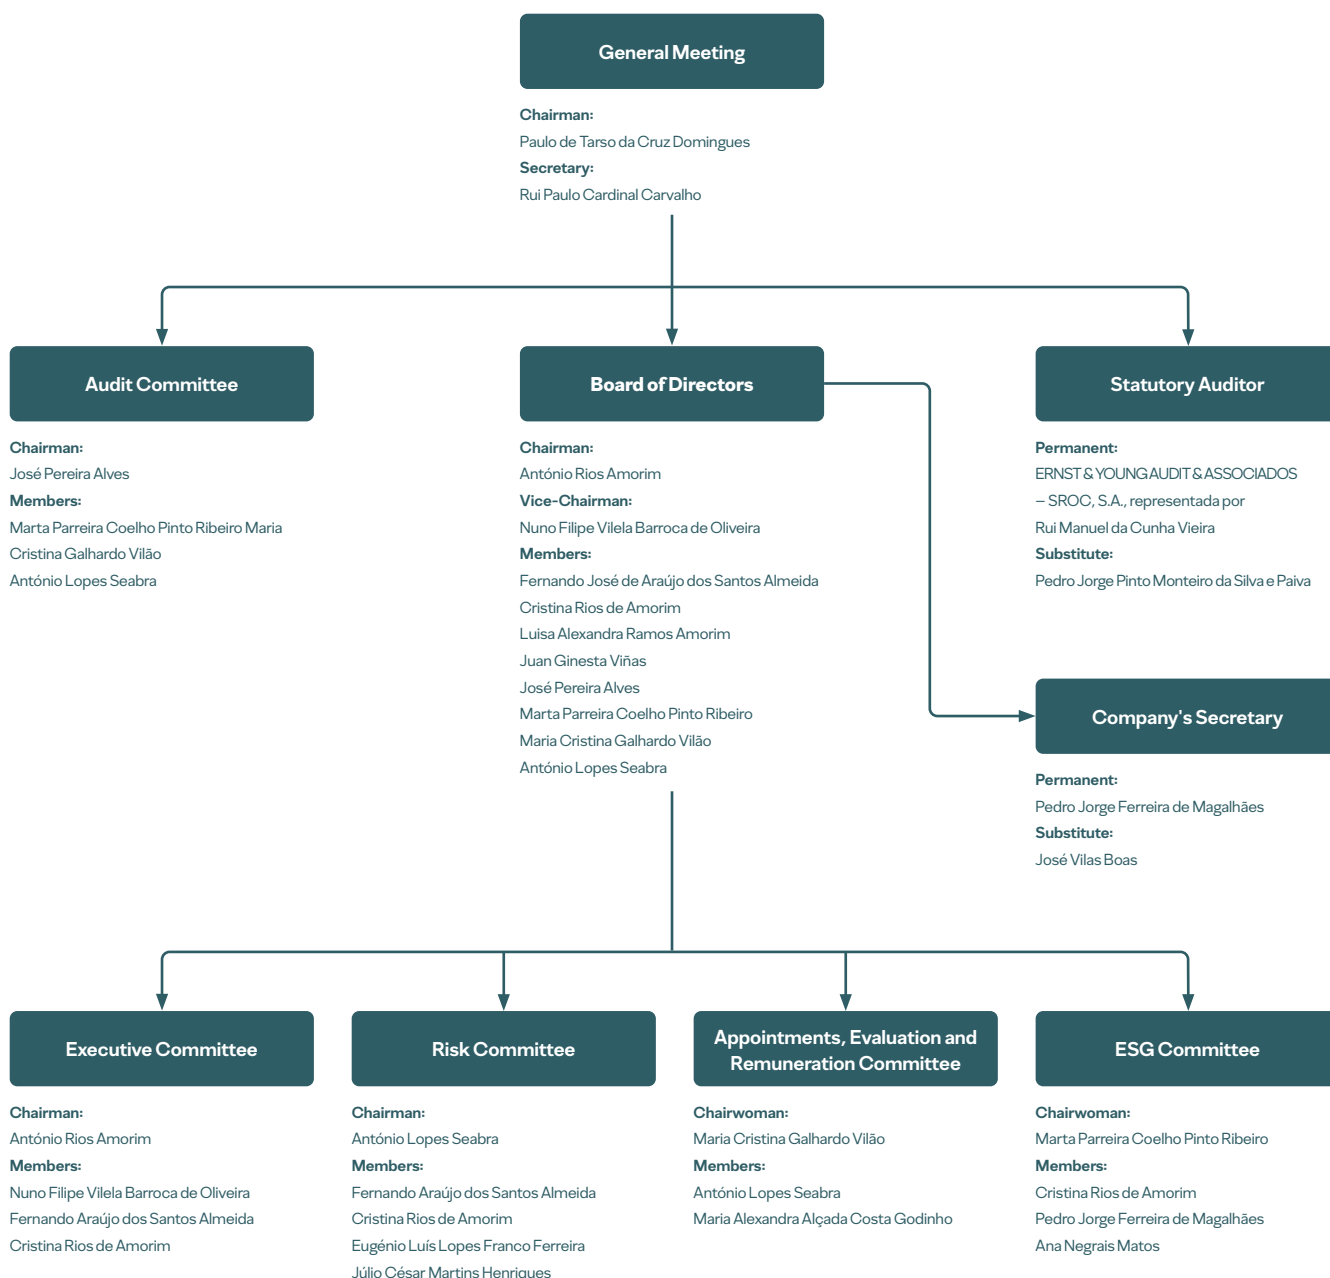 General Meeting
Chairman:
Paulo de Tarso da Cruz Domingues
Secretary:
Rui Paulo Cardinal Carvalho
Audit Committee
Chairman:
José Pereira Alves
Members:
Marta Parreira Coelho Pinto Ribeiro Maria
Cristina Galhardo Vilão
António Lopes Seabra
Board of Directors
Chairman:
António Rios Amorim
Vice-Chairman:
Nuno Filipe Vilela Barroca de Oliveira
Members:
Fernando José de Araújo dos Santos Almeida
Cristina Rios de Amorim
Luisa Alexandra Ramos Amorim
Juan Ginesta Viñas
José Pereira Alves
Marta Parreira Coelho Pinto Ribeiro
Maria Cristina Galhardo Vilão
António Lopes Seabra
Statutory Auditor
Permanent:
ERNST & YOUNG AUDIT & ASSOCIADOS
– SROC, S.A., representada por
Rui Manuel da Cunha Vieira
Substitute:
Pedro Jorge Pinto Monteiro da Silva e Paiva
Company's Secretary
Permanent:
Pedro Jorge Ferreira de Magalhães
Substitute:
José Vilas Boas
Executive Committee
Chairman:
António Rios Amorim
Members:
Nuno Filipe Vilela Barroca de Oliveira
Fernando Araújo dos Santos Almeida
Cristina Rios de Amorim
Risk Committee
Chairman:
António Lopes Seabra
Members:
Fernando Araújo dos Santos Almeida
Cristina Rios de Amorim
Eugénio Luís Lopes Franco Ferreira
Júlio César Martins Henriques
Appointments, Evaluation and
Remuneration Committee
Chairwoman:
Maria Cristina Galhardo Vilão
Members:
António Lopes Seabra
Maria Alexandra Alçada Costa Godinho
ESG Committee
Chairwoman:
Marta Parreira Coelho Pinto Ribeiro
Members:
Cristina Rios de Amorim
Pedro Jorge Ferreira de Magalhães
Ana Negrais Matos